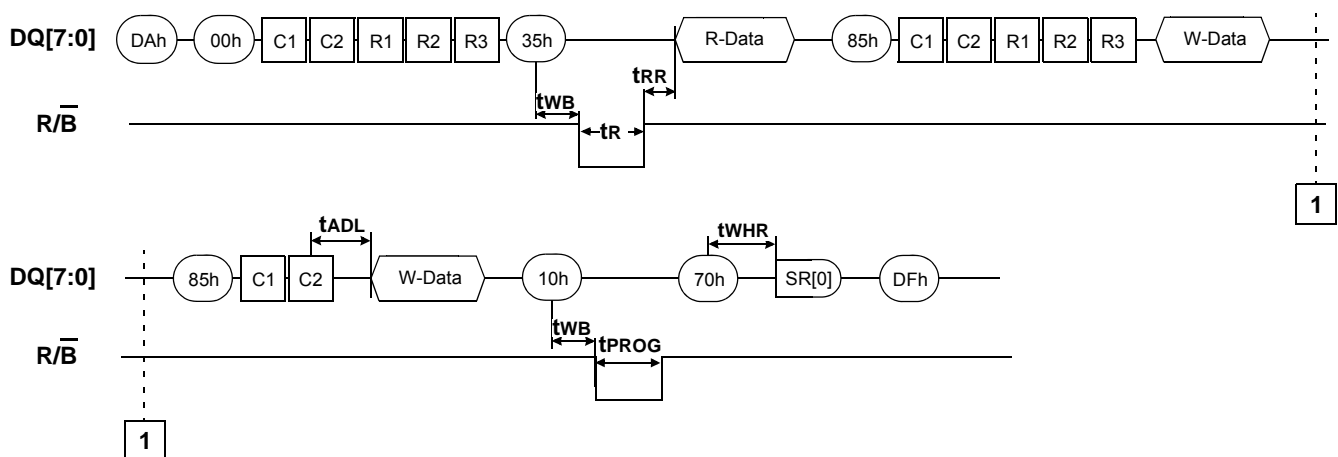 DQ[7:0] DAh 00h C1 C2 R1 R2 R3 35h R-Data 85h C1 C2 R1 R2 R3 W-Data
tRR
tWB
R/B̅ tR
1
tADL tWHR
DQ[7:0] 85h C1 C2 W-Data 10h 70h SR[0] DFh
tWB
R/B̅ tPROG
1